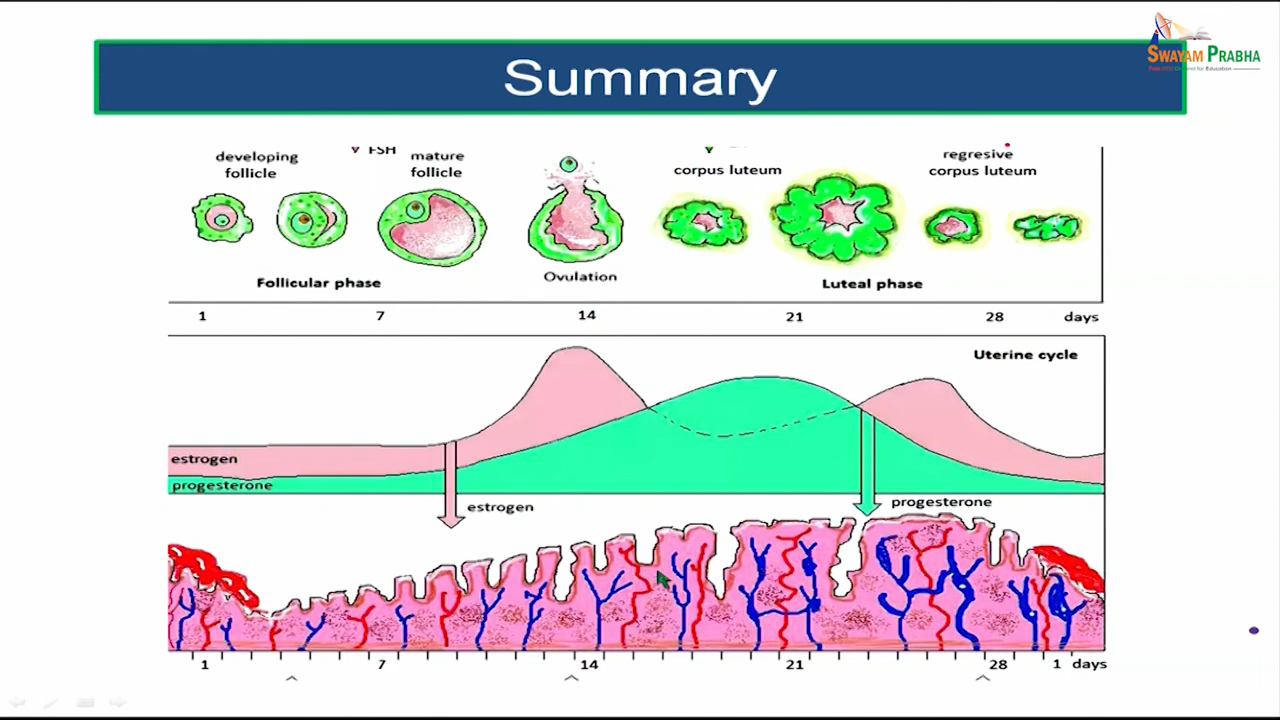 SWAYAM PRABHA
Summary
FSH
developing
follicle
mature
follicle
corpus luteum
regresive
corpus luteum
Follicular phase
Ovulation
Luteal phase
1 7 14 21 28 days
Uterine cycle
estrogen
progesterone
estrogen
progesterone
1 7 14 21 28 1 days